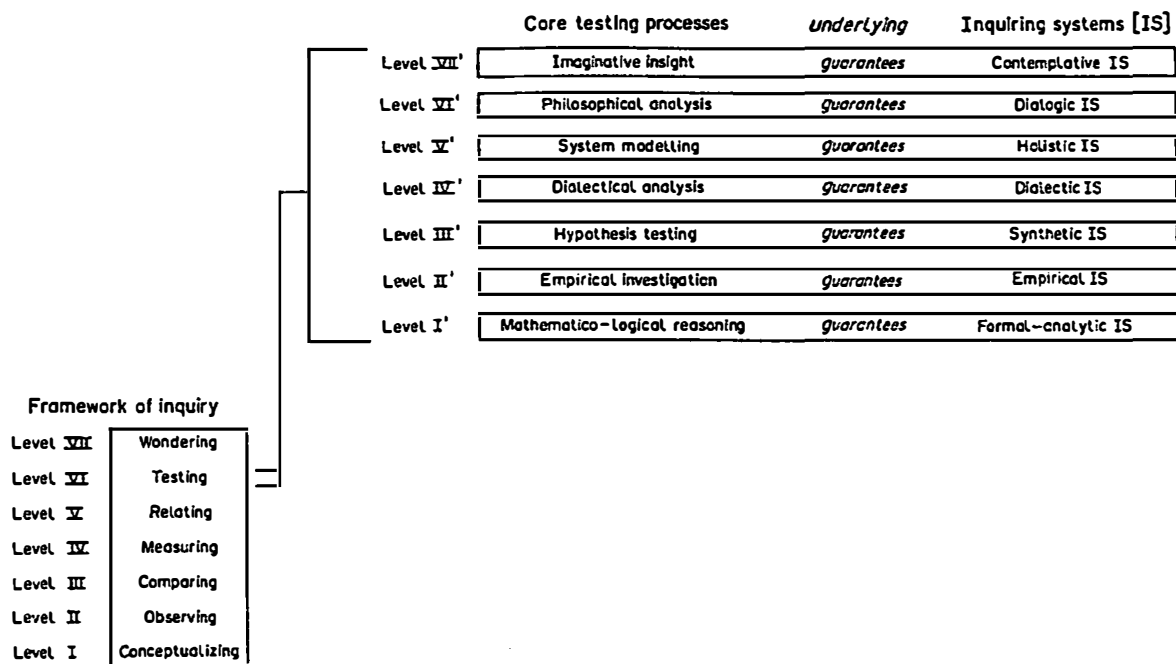 Core testing processes underlying Inquiring systems [IS]
Level VII' Imaginative insight guarantees Contemplative IS
Level VI' Philosophical analysis guarantees Dialogic IS
Level V' System modelling guarantees Holistic IS
Level IV' Dialectical analysis guarantees Dialectic IS
Level III' Hypothesis testing guarantees Synthetic IS
Level II' Empirical investigation guarantees Empirical IS
Level I' Mathematico-logical reasoning guarantees Formal-analytic IS
Framework of inquiry
Level VII Wondering
Level VI Testing
Level V Relating
Level IV Measuring
Level III Comparing
Level II Observing
Level I Conceptualizing